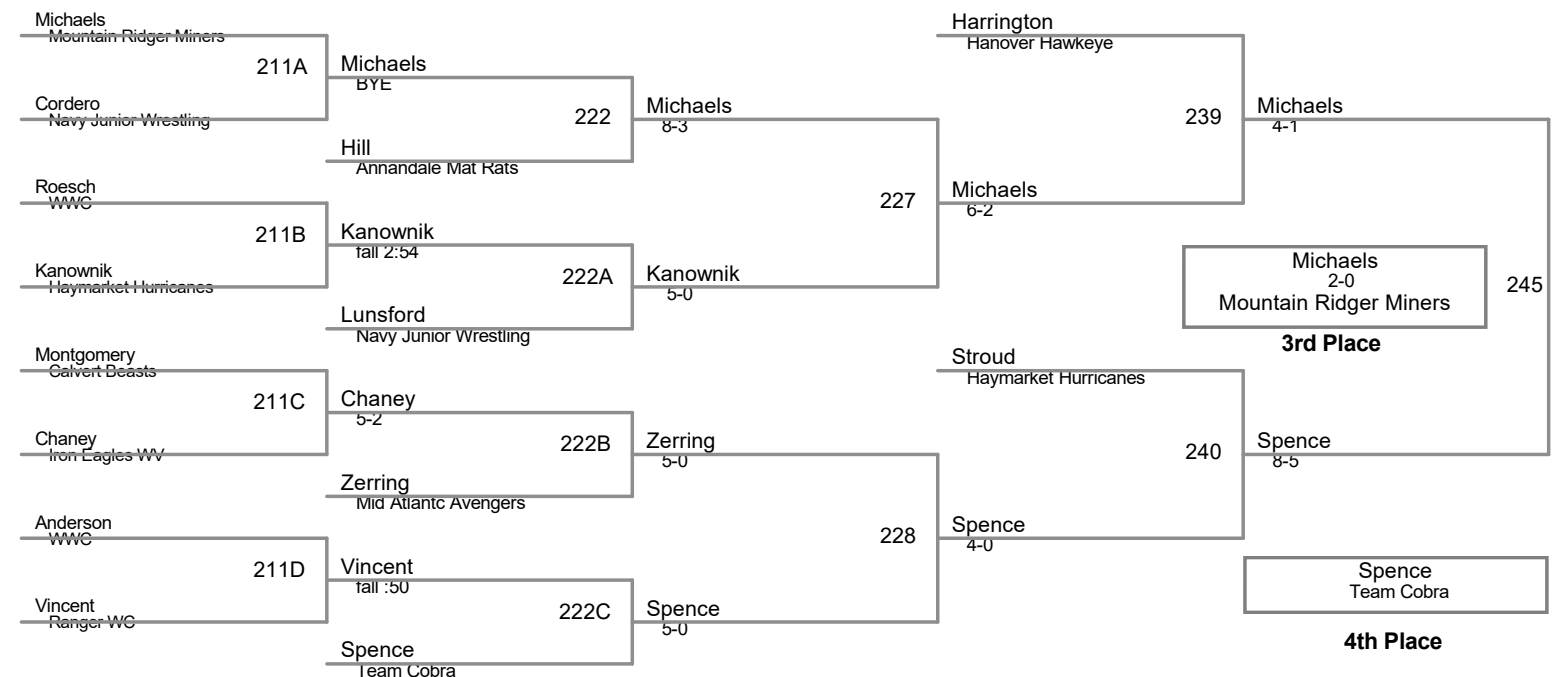 Michaels
Mountain Ridger Miners
211A
Cordero
Navy Junior Wrestling
Roesch
WWC
211B
Kanownik
Haymarket Hurricanes
Montgomery
Calvert Beasts
211C
Chaney
Iron Eagles WV
Anderson
WWC
211D
Vincent
Ranger WC
Michaels
BYE
222
Hill
Annandale Mat Rats
Kanownik
fall 2:54
222A
Lunsford
Navy Junior Wrestling
Chaney
5-2
222B
Zerring
Mid Atlantc Avengers
Vincent
fall :50
222C
Spence
Team Cobra
Michaels
8-3
227
Kanownik
5-0
Zerring
5-0
228
Spence
5-0
Harrington
Hanover Hawkeye
239
Michaels
6-2
Stroud
Haymarket Hurricanes
240
Spence
4-0
Michaels
4-1
245
Spence
8-5
Michaels
2-0
Mountain Ridger Miners
3rd Place
Spence
Team Cobra
4th Place